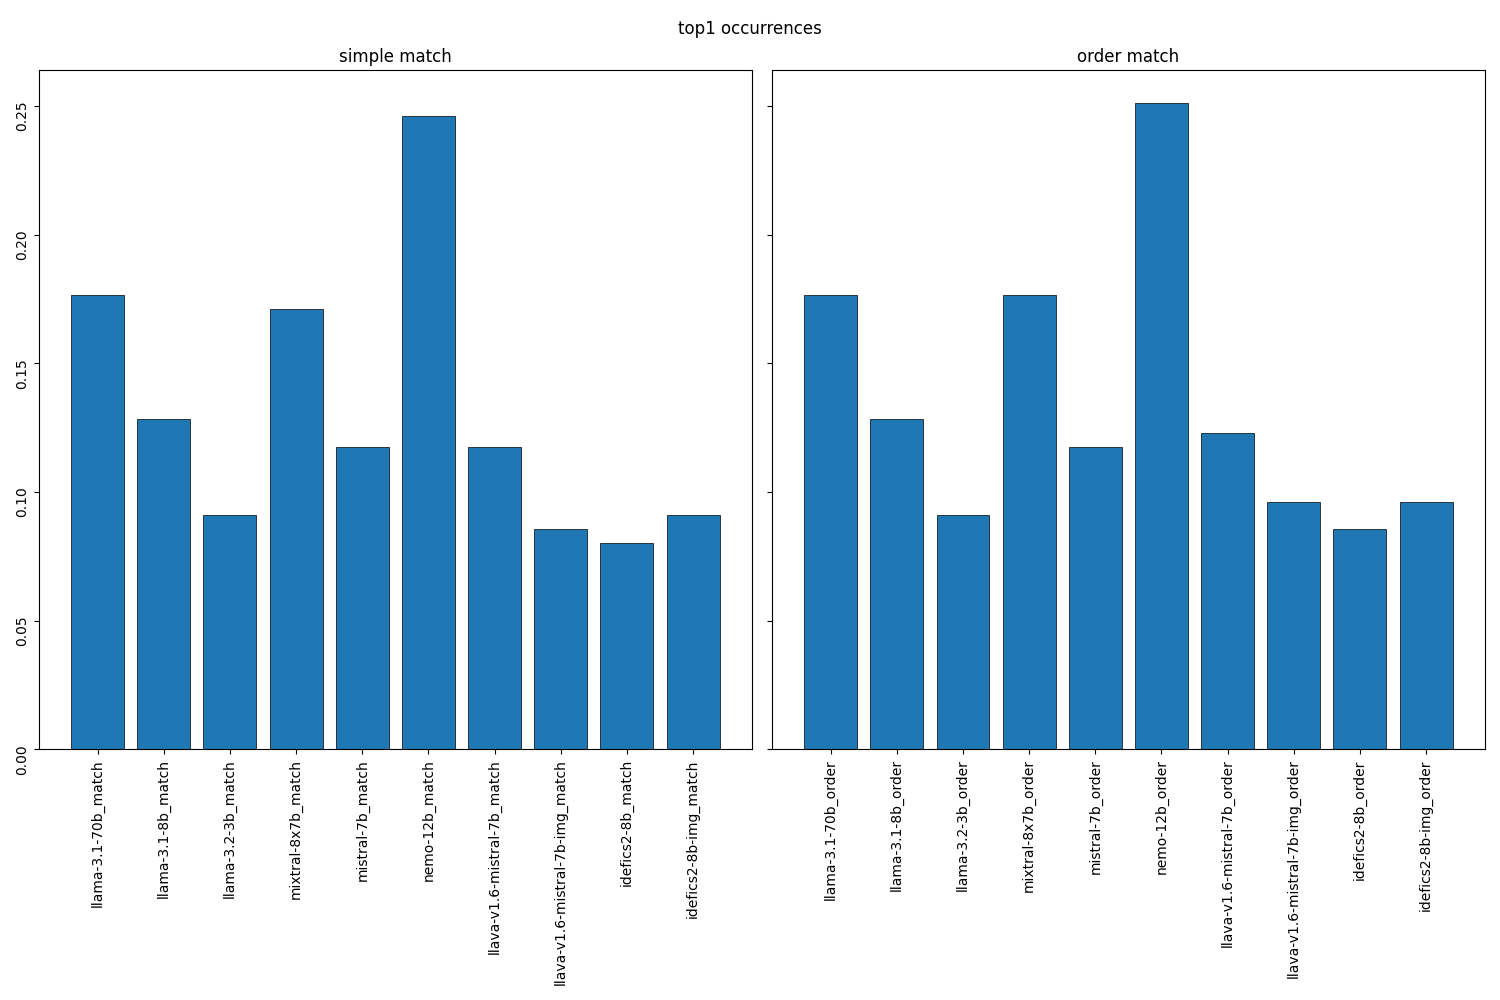 top1 occurrences
simple match
order match
0.25
0.20
0.15
0.10
0.05
0.00
llama-3.1-70b_match
llama-3.1-8b_match
llama-3.2-3b_match
mixtral-8x7b_match
mistral-7b_match
nemo-12b_match
llava-v1.6-mistral-7b_match
llava-v1.6-mistral-7b-img_match
idefics2-8b_match
idefics2-8b-img_match
llama-3.1-70b_order
llama-3.1-8b_order
llama-3.2-3b_order
mixtral-8x7b_order
mistral-7b_order
nemo-12b_order
llava-v1.6-mistral-7b_order
llava-v1.6-mistral-7b-img_order
idefics2-8b_order
idefics2-8b-img_order